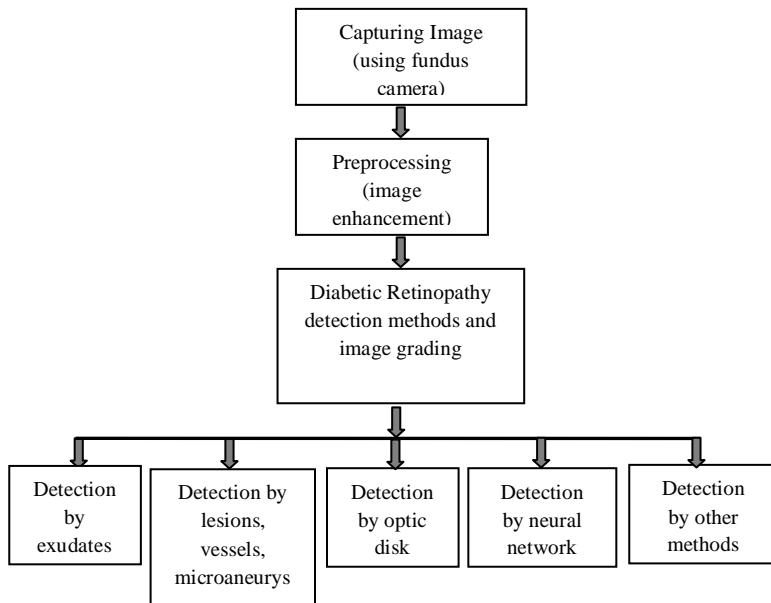 Capturing Image
(using fundus
camera)
Preprocessing
(image
enhancement)
Diabetic Retinopathy
detection methods and
image grading
Detection
by
exudates
Detection by
lesions,
vessels,
microaneurys
Detection
by optic
disk
Detection
by neural
network
Detection
by other
methods